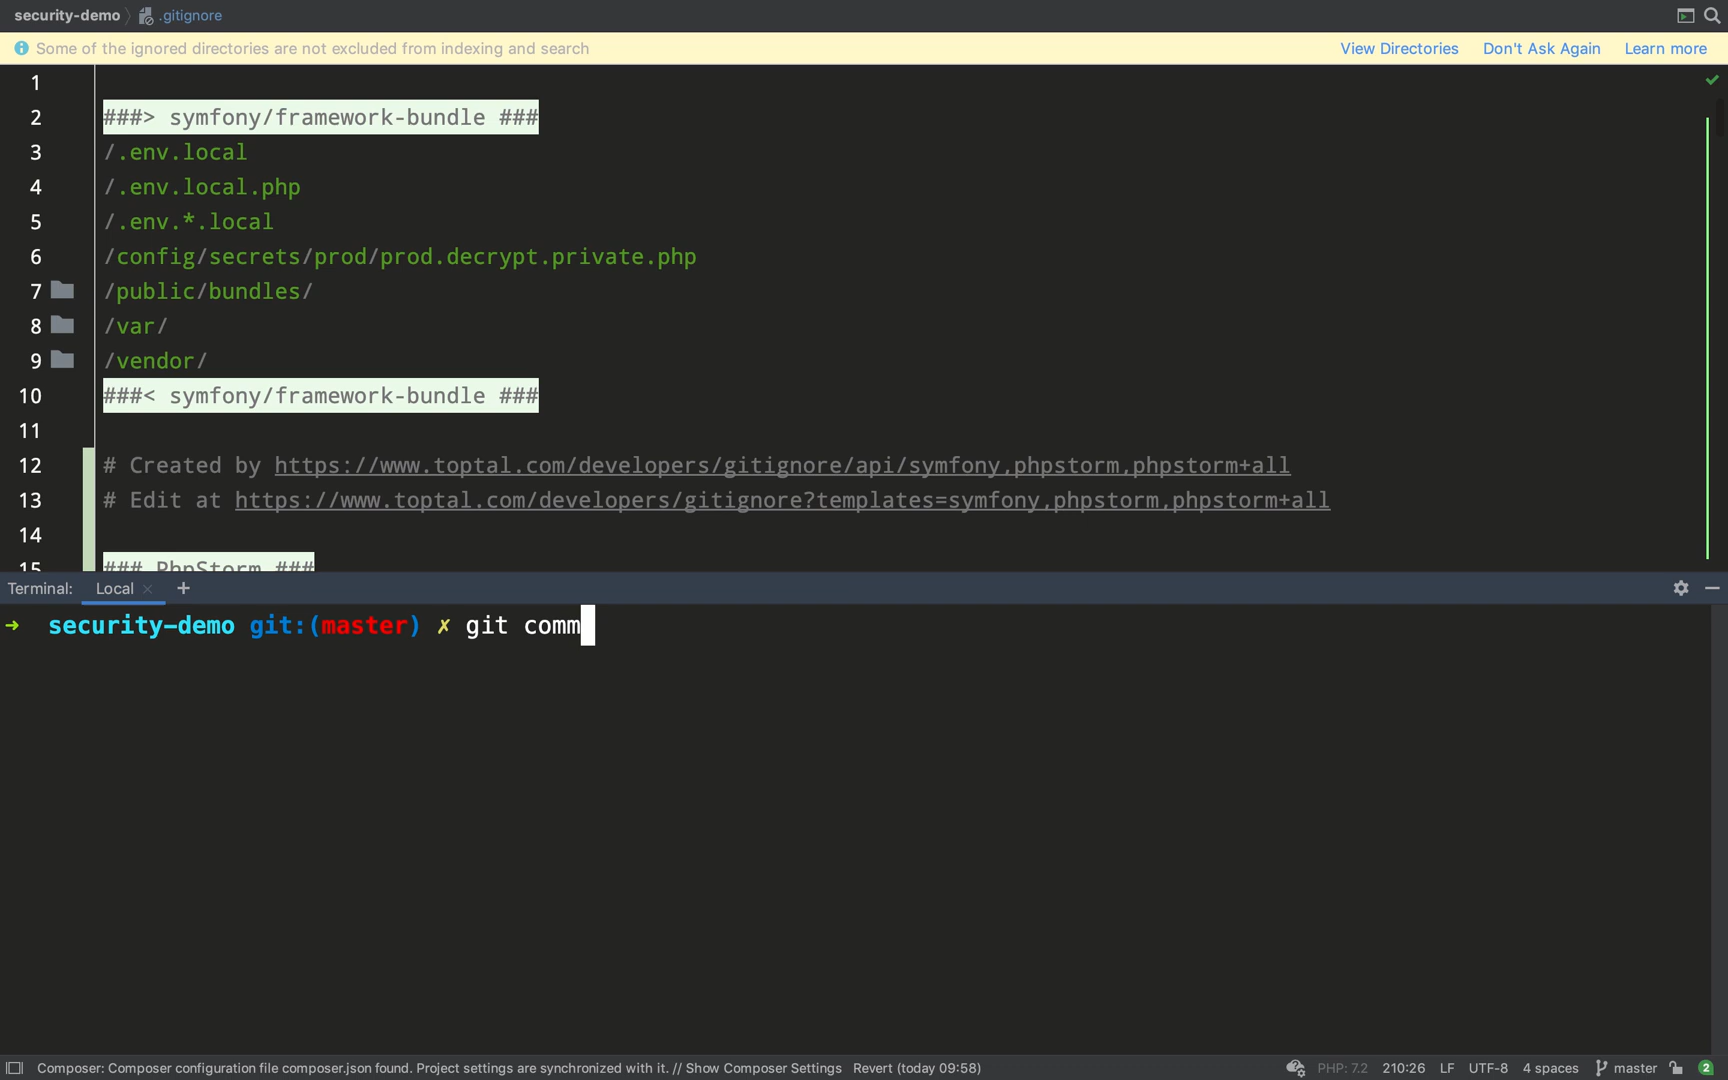 security-demo .gitignore
Some of the ignored directories are not excluded from indexing and search View Directories Don't Ask Again Learn more
1
2 ###> symfony/framework-bundle ###
3 /.env.local
4 /.env.local.php
5 /.env.*.local
6 /config/secrets/prod/prod.decrypt.private.php
7 /public/bundles/
8 /var/
9 /vendor/
10 ###< symfony/framework-bundle ###
11
12 # Created by https://www.toptal.com/developers/gitignore/api/symfony,phpstorm,phpstorm+all
13 # Edit at https://www.toptal.com/developers/gitignore?templates=symfony,phpstorm,phpstorm+all
14
15 ### PhpStorm ###
Terminal: Local × +
→ security-demo git:(master) ✗ git comm
Composer: Composer configuration file composer.json found. Project settings are synchronized with it. // Show Composer Settings Revert (today 09:58) PHP: 7.2 210:26 LF UTF-8 4 spaces master 2